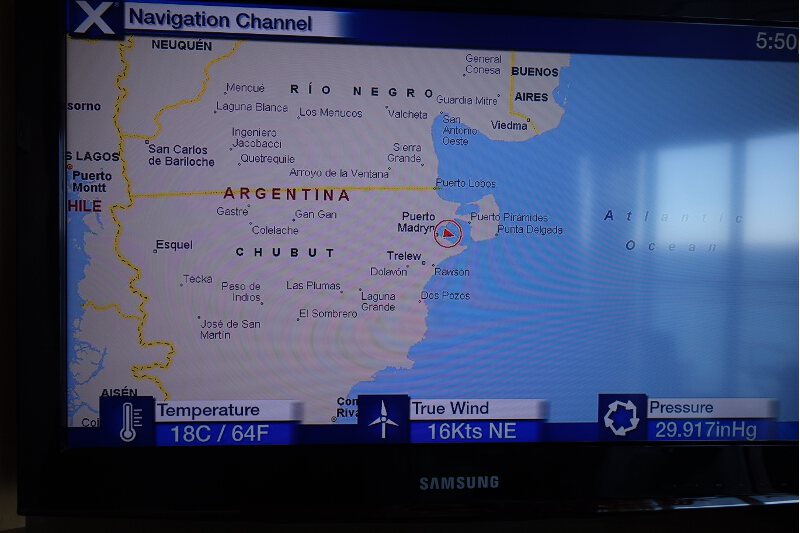 Navigation Channel
5:50
NEUQUÉN
General
Conesa
BUENOS
AIRES
Mencué
RÍO NEGRO
Guardia Mitre
sorno
Laguna Blanca
Los Menucos
Valcheta
San
Antonio
Oeste
Viedma
Ingeniero
Jacobacci
San Carlos
de Bariloche
Quetrequile
Sierra
Grande
S LAGOS
Arroyo de la Ventana
Puerto
Montt
Puerto Lobos
HILE
ARGENTINA
Gastre
Gan Gan
Colelache
Puerto
Madryn
Puerto Pirámides
Punta Delgada
Atlantic
Ocean
Esquel
CHUBUT
Trelew
Dolavón
Rawson
Tecka
Paso de
Indios
Las Plumas
Laguna
Grande
Dos Pozos
El Sombrero
José de San
Martín
AISÉN
Coi
Con
Riva
Temperature
18C / 64F
True Wind
16Kts NE
Pressure
29.917inHg
SAMSUNG